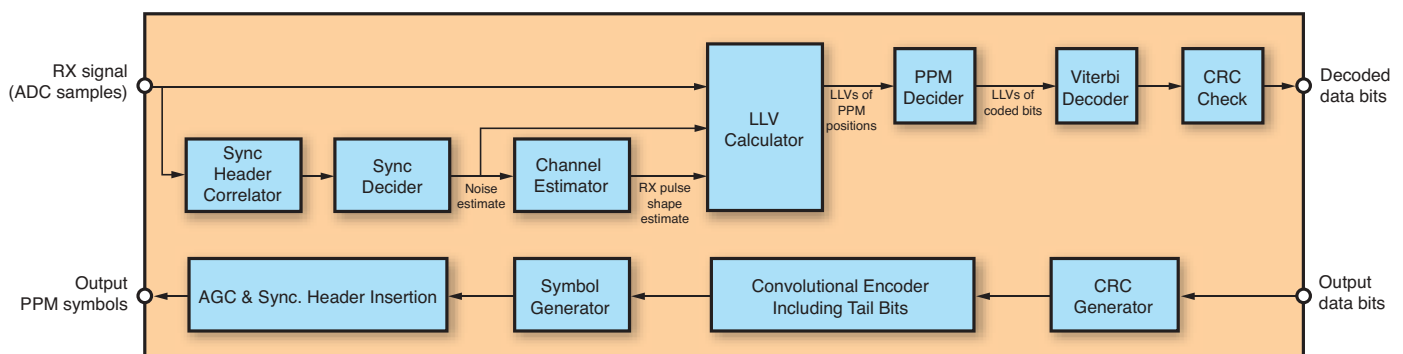 RX signal
(ADC samples)
Sync
Header
Correlator
Sync
Decider
Noise
estimate
Channel
Estimator
RX pulse
shape
estimate
LLV
Calculator
LLVs of
PPM
positions
PPM
Decider
LLVs of
coded bits
Viterbi
Decoder
CRC
Check
Decoded
data bits
Output
PPM symbols
AGC & Sync. Header Insertion
Symbol
Generator
Convolutional Encoder
Including Tail Bits
CRC
Generator
Output
data bits